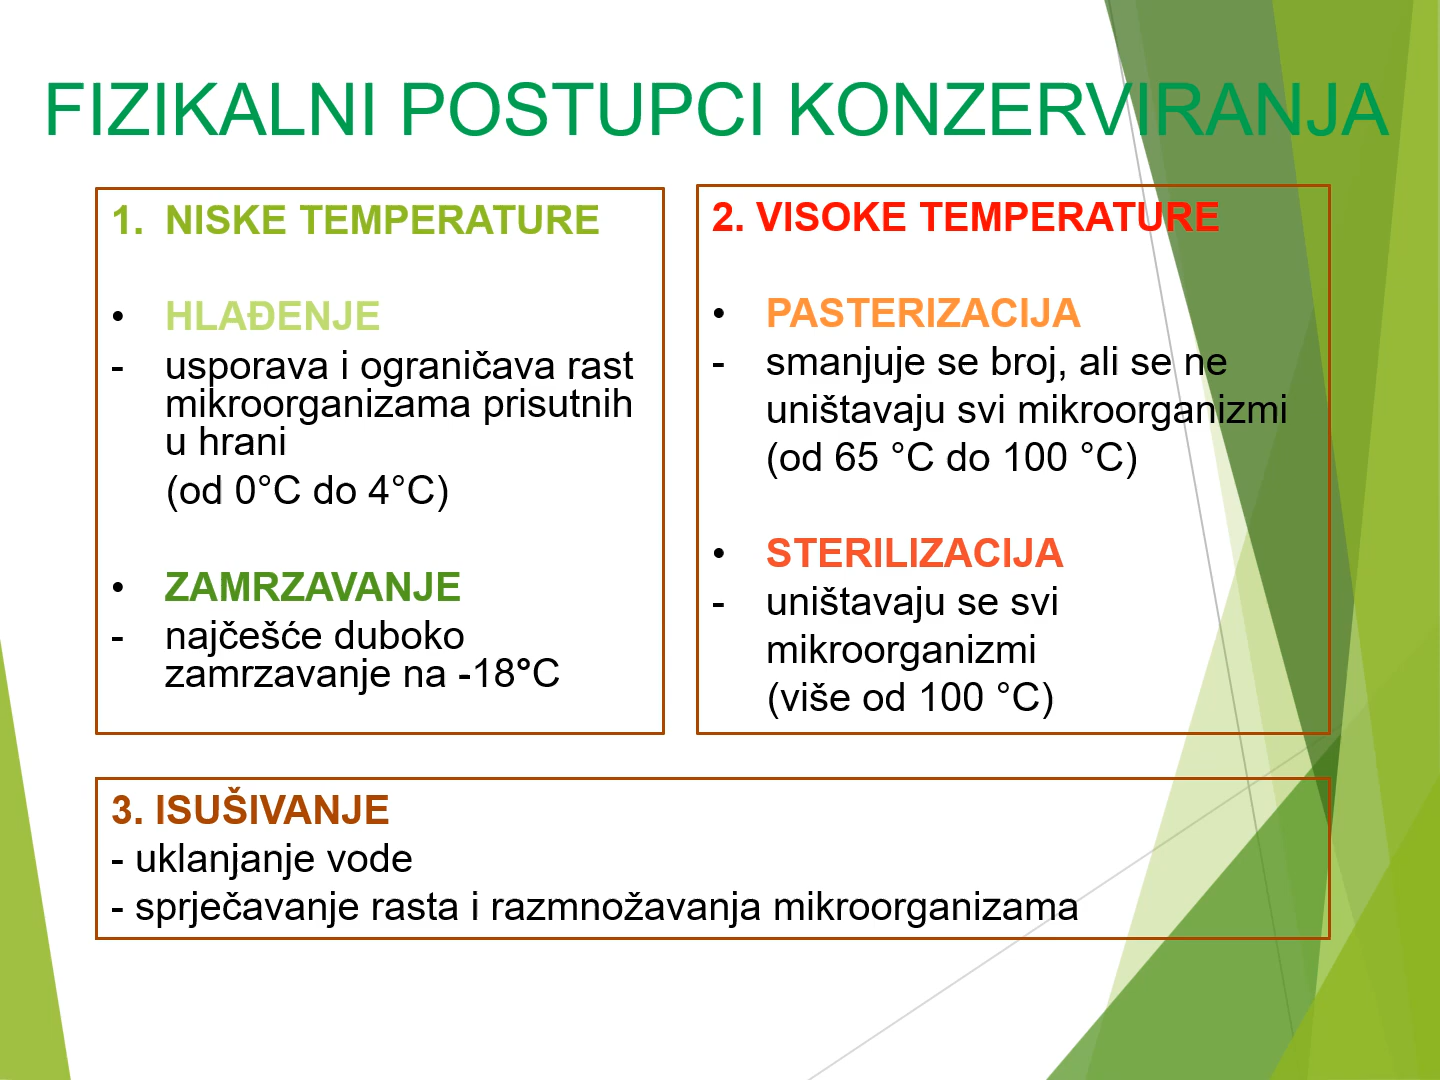 FIZIKALNI POSTUPCI KONZERVIRANJA
1. NISKE TEMPERATURE
• HLAĐENJE
- usporava i ograničava rast
mikroorganizama prisutnih
u hrani
(od 0°C do 4°C)
• ZAMRZAVANJE
- najčešće duboko
zamrzavanje na -18°C
2. VISOKE TEMPERATURE
• PASTERIZACIJA
- smanjuje se broj, ali se ne
uništavaju svi mikroorganizmi
(od 65 °C do 100 °C)
• STERILIZACIJA
- uništavaju se svi
mikroorganizmi
(više od 100 °C)
3. ISUŠIVANJE
- uklanjanje vode
- sprječavanje rasta i razmnožavanja mikroorganizama